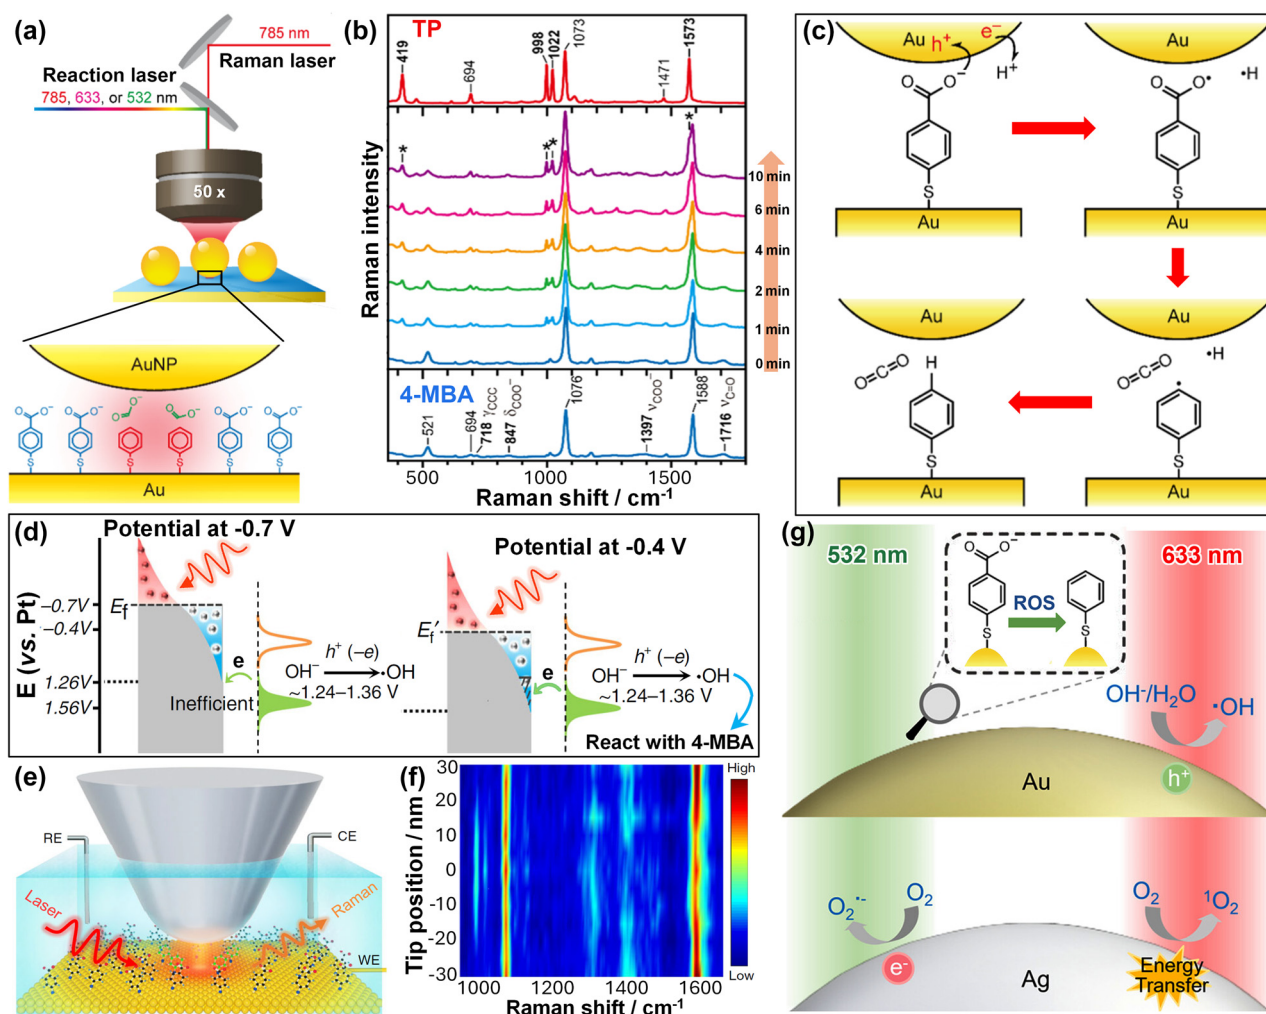 (a)
785 nm
Raman laser
Reaction laser
785, 633, or 532 nm
50 x
AuNP
O O⁻
O O⁻
O O⁻
O O⁻
O O⁻
O O⁻
S S S S S S
Au
(b)
TP
419
694
998
1022
1073
1471
1573
* * * *
10 min
6 min
4 min
2 min
1 min
0 min
Raman intensity
4-MBA
521
694
718 γCCC
847 δCOO⁻
1076
1397 νCOO⁻
1588
1716 νC=O
500 1000 1500
Raman shift / cm⁻¹
(c)
Au h⁺ e⁻
H⁺
O O⁻
S
Au
Au
O O•
•H
S
Au
Au
•H
O=C=O
•
S
Au
Au
O=C=O
H
S
Au
(d)
Potential at -0.7 V
Potential at -0.4 V
E (vs. Pt)
−0.7V
−0.4V
1.26V
1.56V
Ef
e
Inefficient
h⁺ (−e)
OH⁻ → •OH
~1.24–1.36 V
Ef′
e
h⁺ (−e)
OH⁻ → •OH
~1.24–1.36 V
React with 4-MBA
(e)
RE
CE
Laser
Raman
WE
(f)
Tip position / nm
30
20
10
0
-10
-20
-30
1000 1200 1400 1600
Raman shift / cm⁻¹
High
Low
(g)
532 nm
633 nm
O O⁻
S
ROS
S
OH⁻/H₂O
•OH
h⁺
Au
O₂•⁻
O₂
e⁻
O₂
¹O₂
Energy
Transfer
Ag